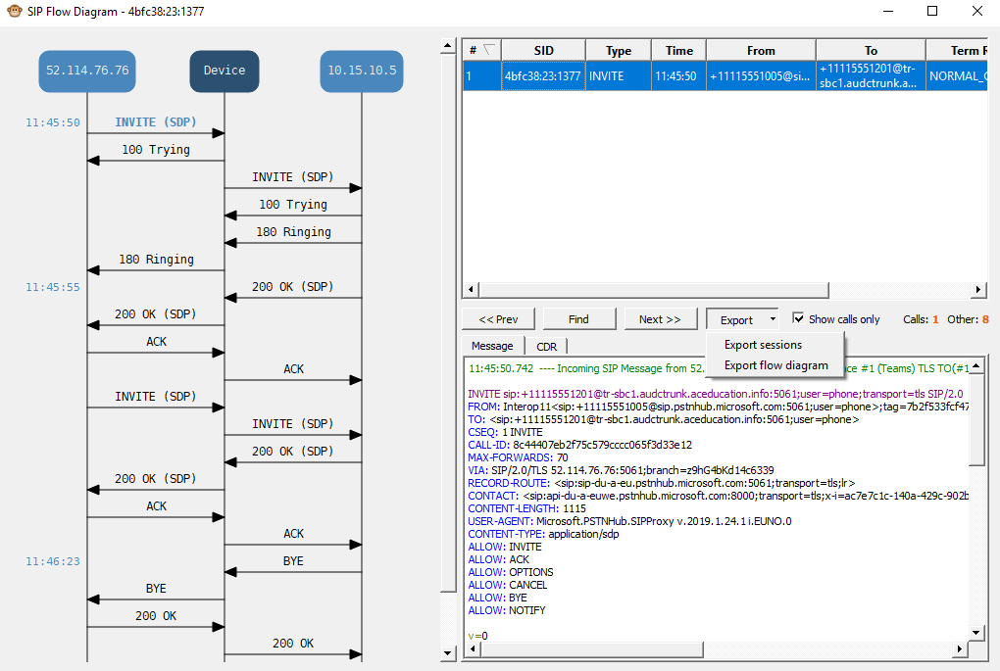 SIP Flow Diagram - 4bfc38:23:1377
52.114.76.76
Device
10.15.10.5
11:45:50
INVITE (SDP)
100 Trying
INVITE (SDP)
100 Trying
180 Ringing
180 Ringing
11:45:55
200 OK (SDP)
200 OK (SDP)
ACK
ACK
INVITE (SDP)
INVITE (SDP)
200 OK (SDP)
200 OK (SDP)
ACK
ACK
11:46:23
BYE
BYE
200 OK
200 OK
# SID Type Time From To Term R
1 4bfc38:23:1377 INVITE 11:45:50 +11115551005@si... +11115551201@tr-
sbc1.audctrunk.a... NORMAL_C
<< Prev Find Next >> Export Show calls only Calls: 1 Other: 8
Export sessions
Export flow diagram
Message CDR
11:45:50.742 ---- Incoming SIP Message from 52. ce #1 (Teams) TLS TO(#1
INVITE sip:+11115551201@tr-sbc1.audctrunk.aceducation.info:5061;user=phone;transport=tls SIP/2.0
FROM: Interop11<sip:+11115551005@sip.pstnhub.microsoft.com:5061;user=phone>;tag=7b2f533fcf47
TO: <sip:+11115551201@tr-sbc1.audctrunk.aceducation.info:5061;user=phone>
CSEQ: 1 INVITE
CALL-ID: 8c44407eb2f75c579cccc065f3d33e12
MAX-FORWARDS: 70
VIA: SIP/2.0/TLS 52.114.76.76:5061;branch=z9hG4bKd14c6339
RECORD-ROUTE: <sip:sip-du-a-eu.pstnhub.microsoft.com:5061;transport=tls;lr>
CONTACT: <sip:api-du-a-euwe.pstnhub.microsoft.com:8000;transport=tls;x-i=ac7e7c1c-140a-429c-902b
CONTENT-LENGTH: 1115
USER-AGENT: Microsoft.PSTNHub.SIPProxy v.2019.1.24.1 i.EUNO.0
CONTENT-TYPE: application/sdp
ALLOW: INVITE
ALLOW: ACK
ALLOW: OPTIONS
ALLOW: CANCEL
ALLOW: BYE
ALLOW: NOTIFY
v=0